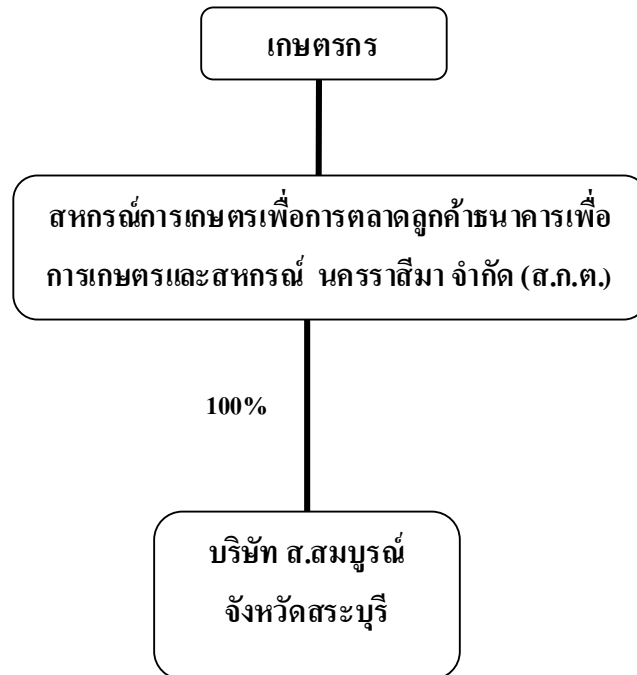 เกษตรกร
สหกรณ์การเกษตรเพื่อการตลาดลูกค้าธนาคารเพื่อ
การเกษตรและสหกรณ์ นครราสีมา จำกัด (ส.ก.ต.)
100%
บริษัท ส.สมบูรณ์
จังหวัดสระบุรี